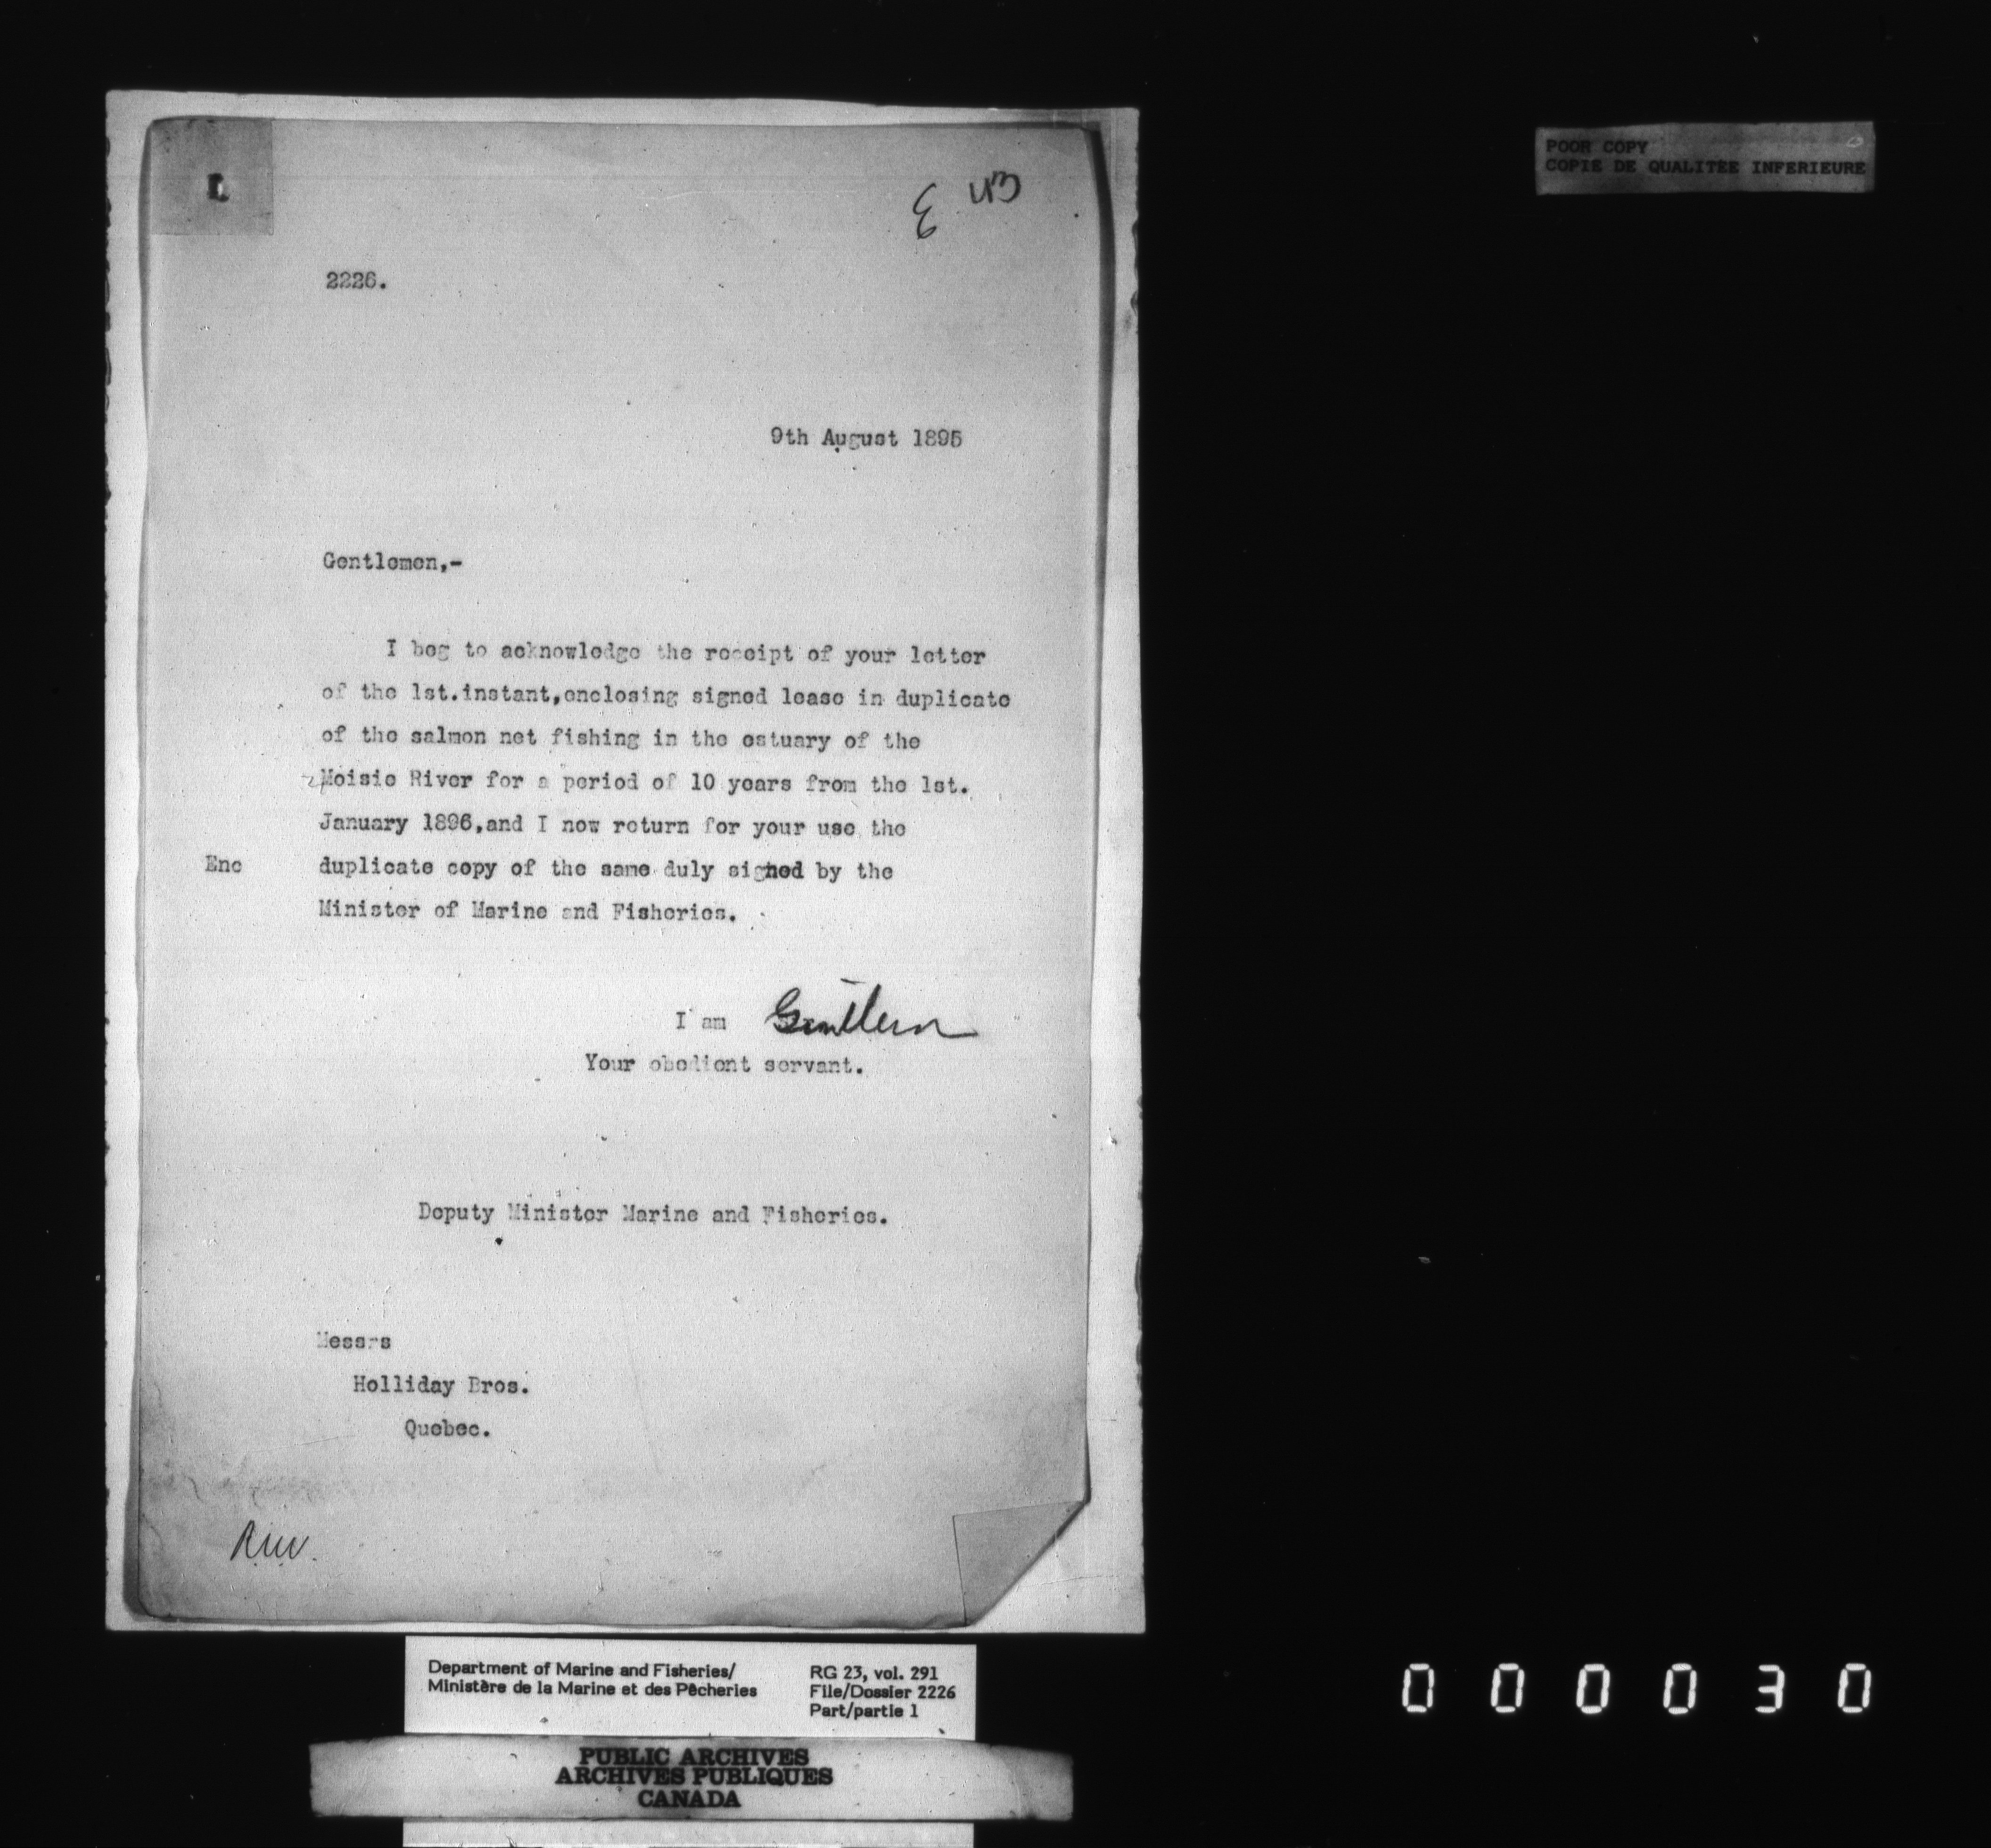 POOR COPY
COPIE DE QUALITEE INFERIEURE
2226.
9th August 1895
Gentlemen,-
I beg to acknowledge the receipt of your letter
of the 1st.instant,enclosing signed lease in duplicate
of the salmon net fishing in the estuary of the
Moisie River for a period of 10 years from the 1st.
January 1896,and I now return for your use the
Enc duplicate copy of the same duly signed by the
Minister of Marine and Fisheries.
I am Gentlemen
Your obedient servant.
Deputy Minister Marine and Fisheries.
Messrs
Holliday Bros.
Quebec.
Department of Marine and Fisheries/
Ministère de la Marine et des Pêcheries
RG 23, vol. 291
File/Dossier 2226
Part/partie 1
PUBLIC ARCHIVES
ARCHIVES PUBLIQUES
CANADA
000030